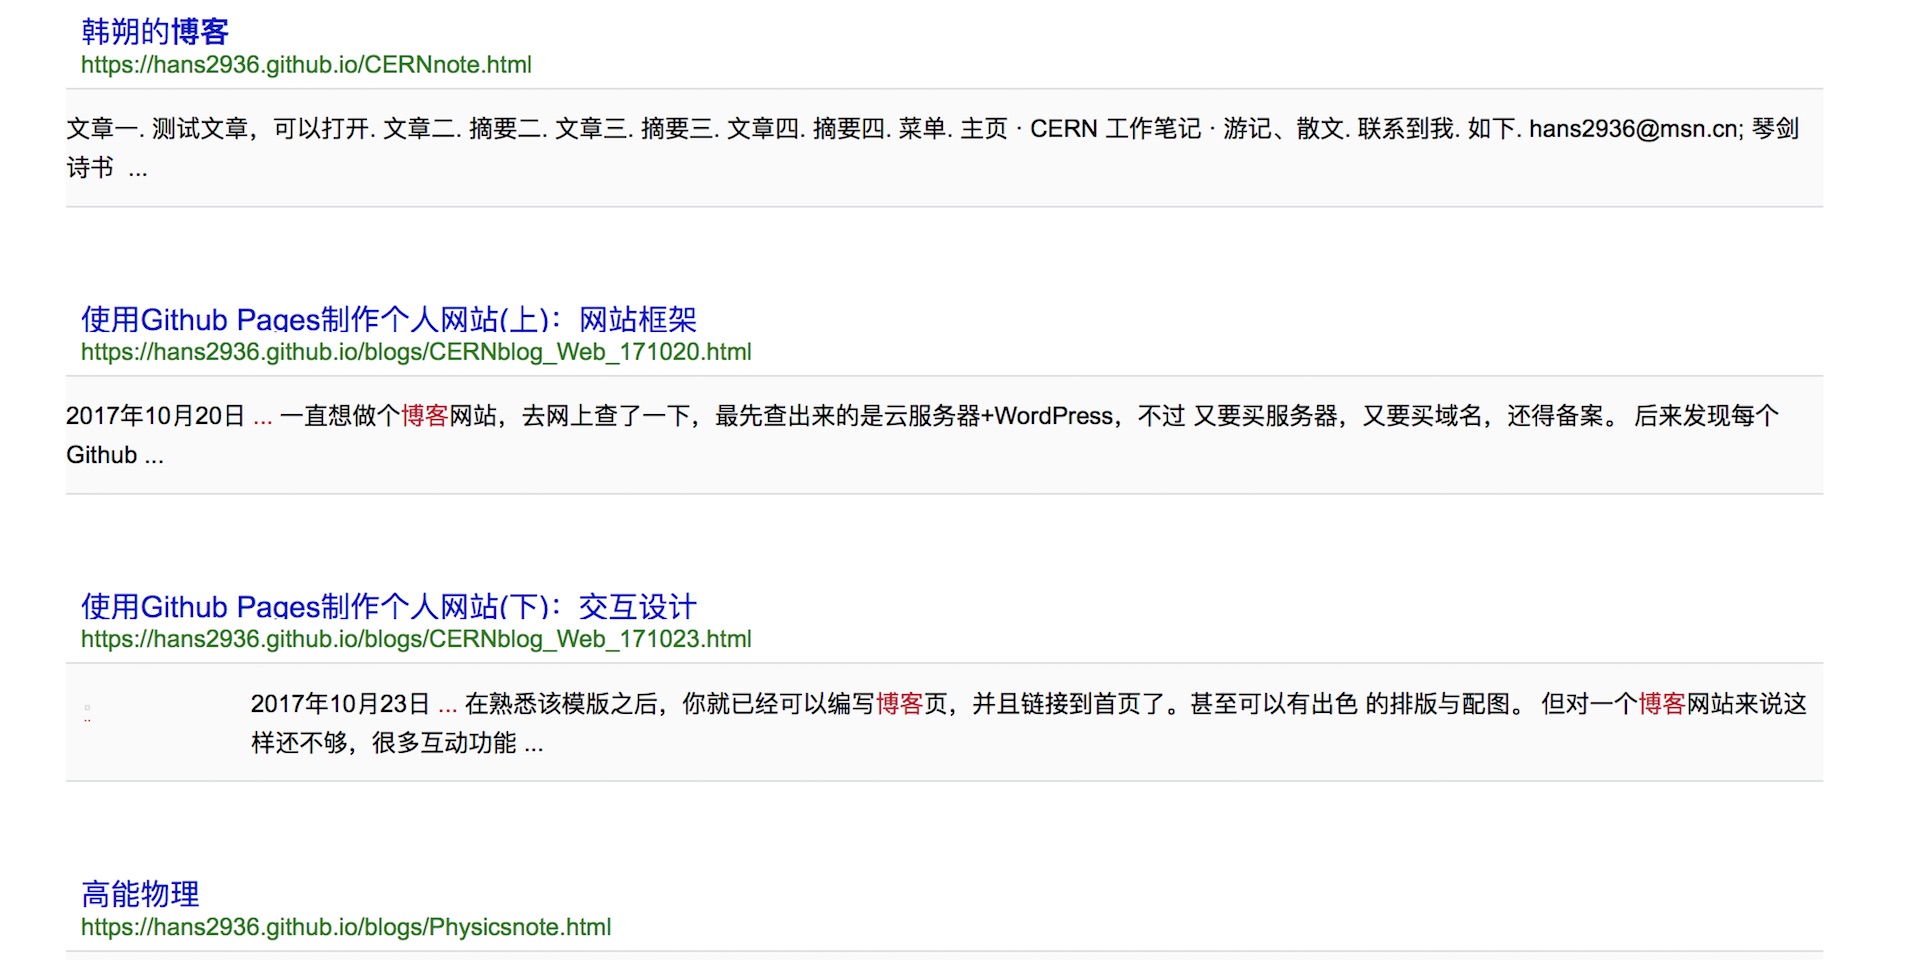 韩朔的博客
https://hans2936.github.io/CERNnote.html
文章一. 测试文章，可以打开. 文章二. 摘要二. 文章三. 摘要三. 文章四. 摘要四. 菜单. 主页 · CERN 工作笔记 · 游记、散文. 联系到我. 如下. hans2936@msn.cn; 琴剑
诗书 ...
使用Github Pages制作个人网站(上)：网站框架
https://hans2936.github.io/blogs/CERNblog_Web_171020.html
2017年10月20日 ... 一直想做个博客网站，去网上查了一下，最先查出来的是云服务器+WordPress，不过 又要买服务器，又要买域名，还得备案。 后来发现每个
Github ...
使用Github Pages制作个人网站(下)：交互设计
https://hans2936.github.io/blogs/CERNblog_Web_171023.html
2017年10月23日 ... 在熟悉该模版之后，你就已经可以编写博客页，并且链接到首页了。甚至可以有出色 的排版与配图。 但对一个博客网站来说这
样还不够，很多互动功能 ...
高能物理
https://hans2936.github.io/blogs/Physicsnote.html